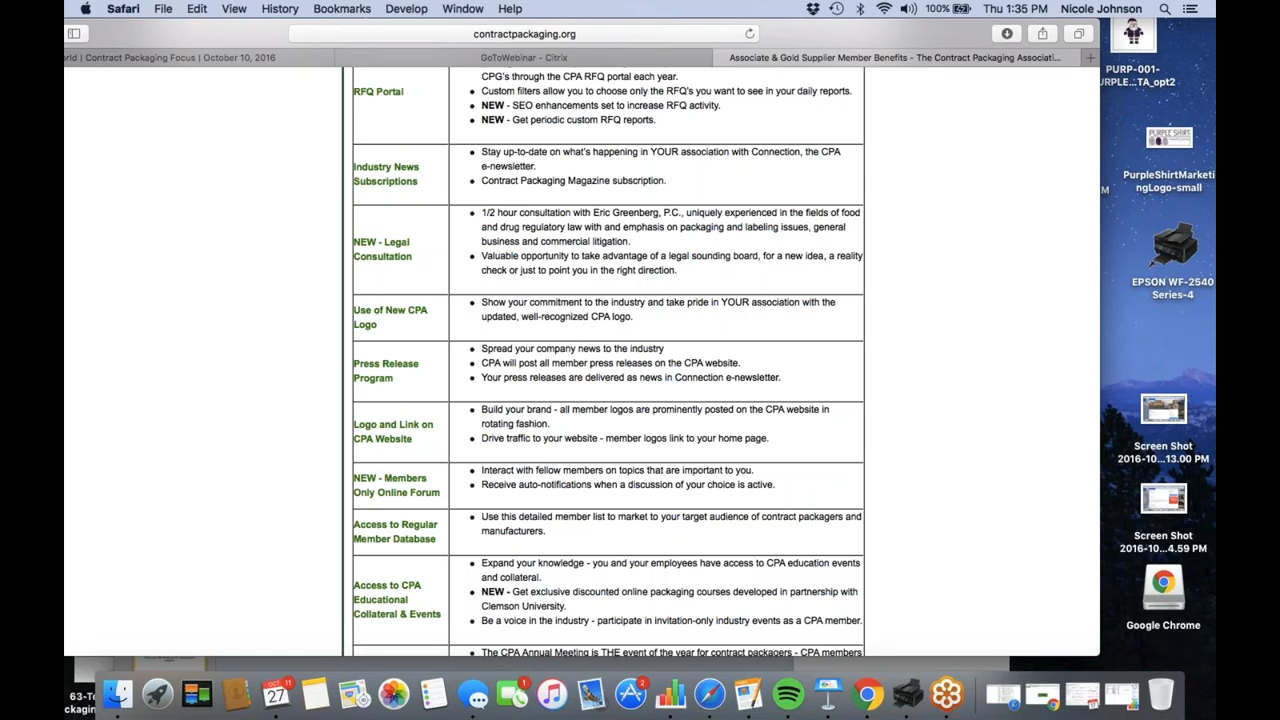 Safari File Edit View History Bookmarks Develop Window Help 100% Thu 1:35 PM Nicole Johnson
contractpackaging.org
rld | Contract Packaging Focus | October 10, 2016
GoToWebinar - Citrix
Associate & Gold Supplier Member Benefits - The Contract Packaging Associati...
RFQ Portal
CPG's through the CPA RFQ portal each year.
Custom filters allow you to choose only the RFQ's you want to see in your daily reports.
NEW - SEO enhancements set to increase RFQ activity.
NEW - Get periodic custom RFQ reports.
Industry News
Subscriptions
Stay up-to-date on what's happening in YOUR association with Connection, the CPA
e-newsletter.
Contract Packaging Magazine subscription.
NEW - Legal
Consultation
1/2 hour consultation with Eric Greenberg, P.C., uniquely experienced in the fields of food
and drug regulatory law with and emphasis on packaging and labeling issues, general
business and commercial litigation.
Valuable opportunity to take advantage of a legal sounding board, for a new idea, a reality
check or just to point you in the right direction.
Use of New CPA
Logo
Show your commitment to the industry and take pride in YOUR association with the
updated, well-recognized CPA logo.
Press Release
Program
Spread your company news to the industry
CPA will post all member press releases on the CPA website.
Your press releases are delivered as news in Connection e-newsletter.
Logo and Link on
CPA Website
Build your brand - all member logos are prominently posted on the CPA website in
rotating fashion.
Drive traffic to your website - member logos link to your home page.
NEW - Members
Only Online Forum
Interact with fellow members on topics that are important to you.
Receive auto-notifications when a discussion of your choice is active.
Access to Regular
Member Database
Use this detailed member list to market to your target audience of contract packagers and
manufacturers.
Access to CPA
Educational
Collateral & Events
Expand your knowledge - you and your employees have access to CPA education events
and collateral.
NEW - Get exclusive discounted online packaging courses developed in partnership with
Clemson University.
Be a voice in the industry - participate in invitation-only industry events as a CPA member.
The CPA Annual Meeting is THE event of the year for contract packagers - CPA members
PURP-001-
URPLE...TA_opt2
PURPLE SHIRT
PurpleShirtMarketi
ngLogo-small
M
EPSON WF-2540
Series-4
Screen Shot
2016-10...13.00 PM
Screen Shot
2016-10...4.59 PM
Google Chrome
63-To
ckaging
OCT 11
27
1
2